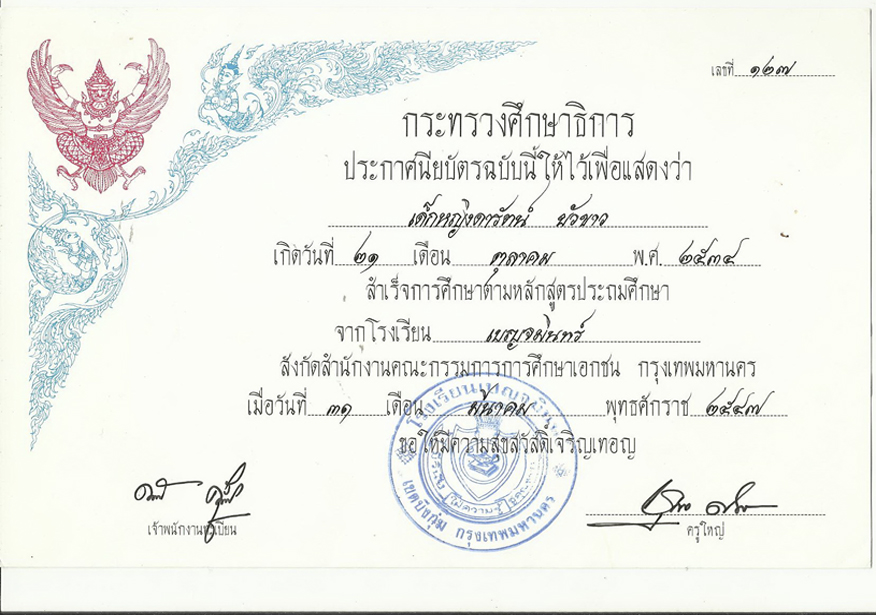 เลขที่ ๑๒๗
กระทรวงศึกษาธิการ
ประกาศนียบัตรฉบับนี้ให้ไว้เพื่อแสดงว่า
เด็กหญิงดารัตน์ บัวขาว
เกิดวันที่ ๒๑ เดือน ตุลาคม พ.ศ. ๒๕๓๔
สำเร็จการศึกษาตามหลักสูตรประถมศึกษา
จากโรงเรียน เบญจมินทร์
สังกัดสำนักงานคณะกรรมการการศึกษาเอกชน กรุงเทพมหานคร
เมื่อวันที่ ๓๑ เดือน มีนาคม พุทธศักราช ๒๕๔๗
ขอให้มีความสุขสวัสดิ์เจริญเทอญ
โรงเรียนเบญจมินทร์
เขตบึงกุ่ม กรุงเทพมหานคร
เจ้าพนักงานทะเบียน
ครูใหญ่